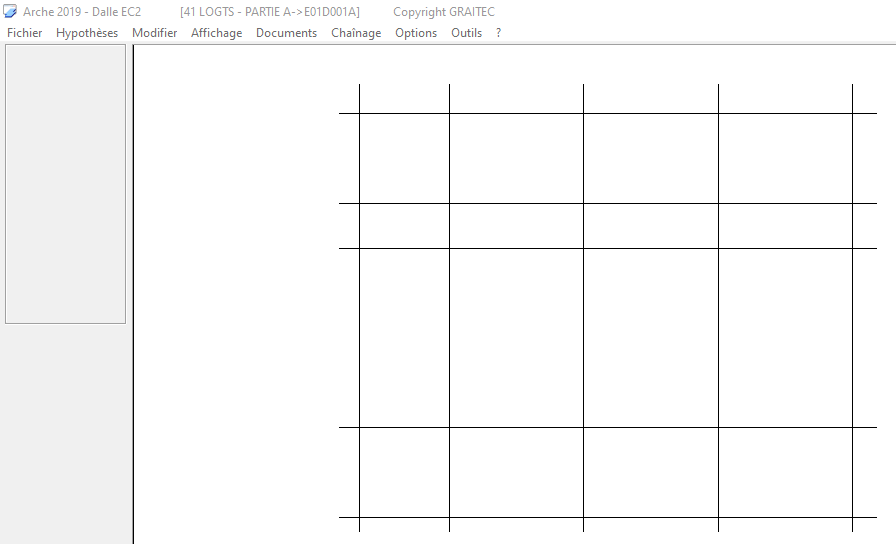 Arche 2019 - Dalle EC2 [41 LOGTS - PARTIE A->E01D001A] Copyright GRAITEC
Fichier Hypothèses Modifier Affichage Documents Chaînage Options Outils ?